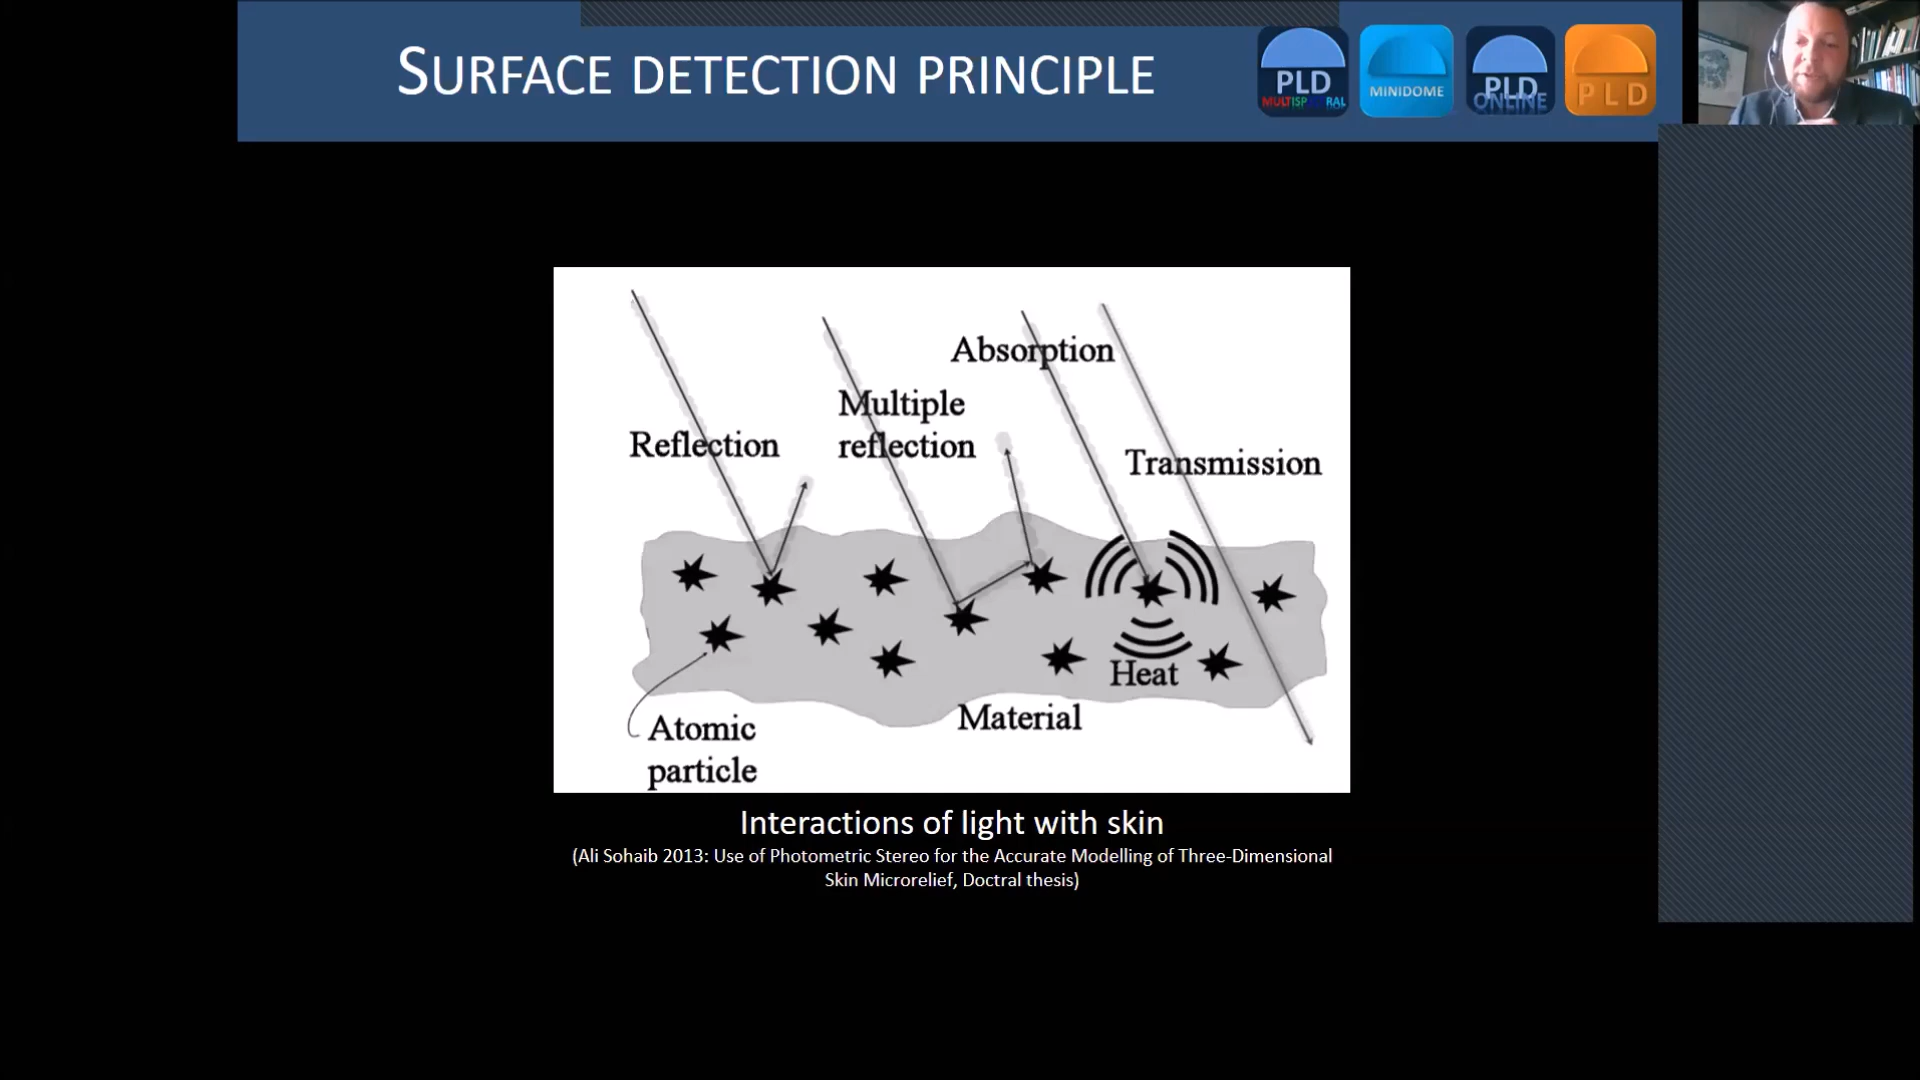 SURFACE DETECTION PRINCIPLE
PLD
MULTISPECTRAL
MINIDOME
PLD
ONLINE
PLD
Absorption
Multiple
reflection
Reflection
Transmission
Heat
Material
Atomic
particle
Interactions of light with skin
(Ali Sohaib 2013: Use of Photometric Stereo for the Accurate Modelling of Three-Dimensional
Skin Microrelief, Doctral thesis)